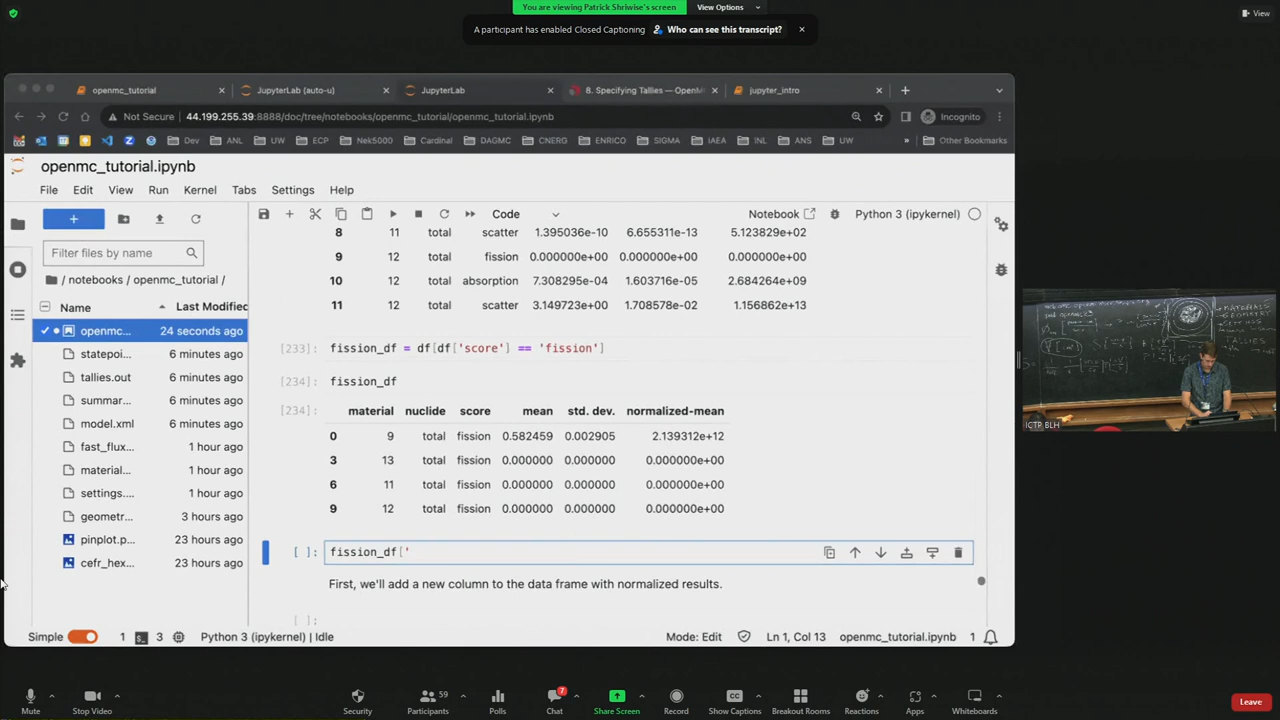 You are viewing Patrick Shriwise's screen
View Options
View
A participant has enabled Closed Captioning
Who can see this transcript?
openmc_tutorial
JupyterLab (auto-u)
JupyterLab
8. Specifying Tallies — OpenM
jupyter_intro
Not Secure
44.199.255.39:8888/doc/tree/notebooks/openmc_tutorial/openmc_tutorial.ipynb
Incognito
Dev
ANL
UW
ECP
Nek5000
Cardinal
DAGMC
CNERG
ENRICO
SIGMA
IAEA
INL
ANS
UW
»
Other Bookmarks
openmc_tutorial.ipynb
File Edit View Run Kernel Tabs Settings Help
Code
Notebook
Python 3 (ipykernel)
Filter files by name
/ notebooks / openmc_tutorial /
Name Last Modified
openmc... 24 seconds ago
statepoi... 6 minutes ago
tallies.out 6 minutes ago
summar... 6 minutes ago
model.xml 6 minutes ago
fast_flux... 1 hour ago
material... 1 hour ago
settings.... 1 hour ago
geometr... 3 hours ago
pinplot.p... 23 hours ago
cefr_hex... 23 hours ago
8 11 total scatter 1.395036e-10 6.655311e-13 5.123829e+02
9 12 total fission 0.000000e+00 0.000000e+00 0.000000e+00
10 12 total absorption 7.308295e-04 1.603716e-05 2.684264e+09
11 12 total scatter 3.149723e+00 1.708578e-02 1.156862e+13
[233]: fission_df = df[df['score'] == 'fission']
[234]: fission_df
[234]: material nuclide score mean std. dev. normalized-mean
0 9 total fission 0.582459 0.002905 2.139312e+12
3 13 total fission 0.000000 0.000000 0.000000e+00
6 11 total fission 0.000000 0.000000 0.000000e+00
9 12 total fission 0.000000 0.000000 0.000000e+00
[ ]: fission_df['
First, we'll add a new column to the data frame with normalized results.
[ ]:
Simple 1 3 Python 3 (ipykernel) | Idle
Mode: Edit
Ln 1, Col 13
openmc_tutorial.ipynb
1
MATERIALS
GEOMETRY
SETTINGS
TALLIES
ICTP BLH
Mute
Stop Video
Security
59
Participants
Polls
7
Chat
Share Screen
Record
Show Captions
Breakout Rooms
Reactions
Apps
Whiteboards
Leave